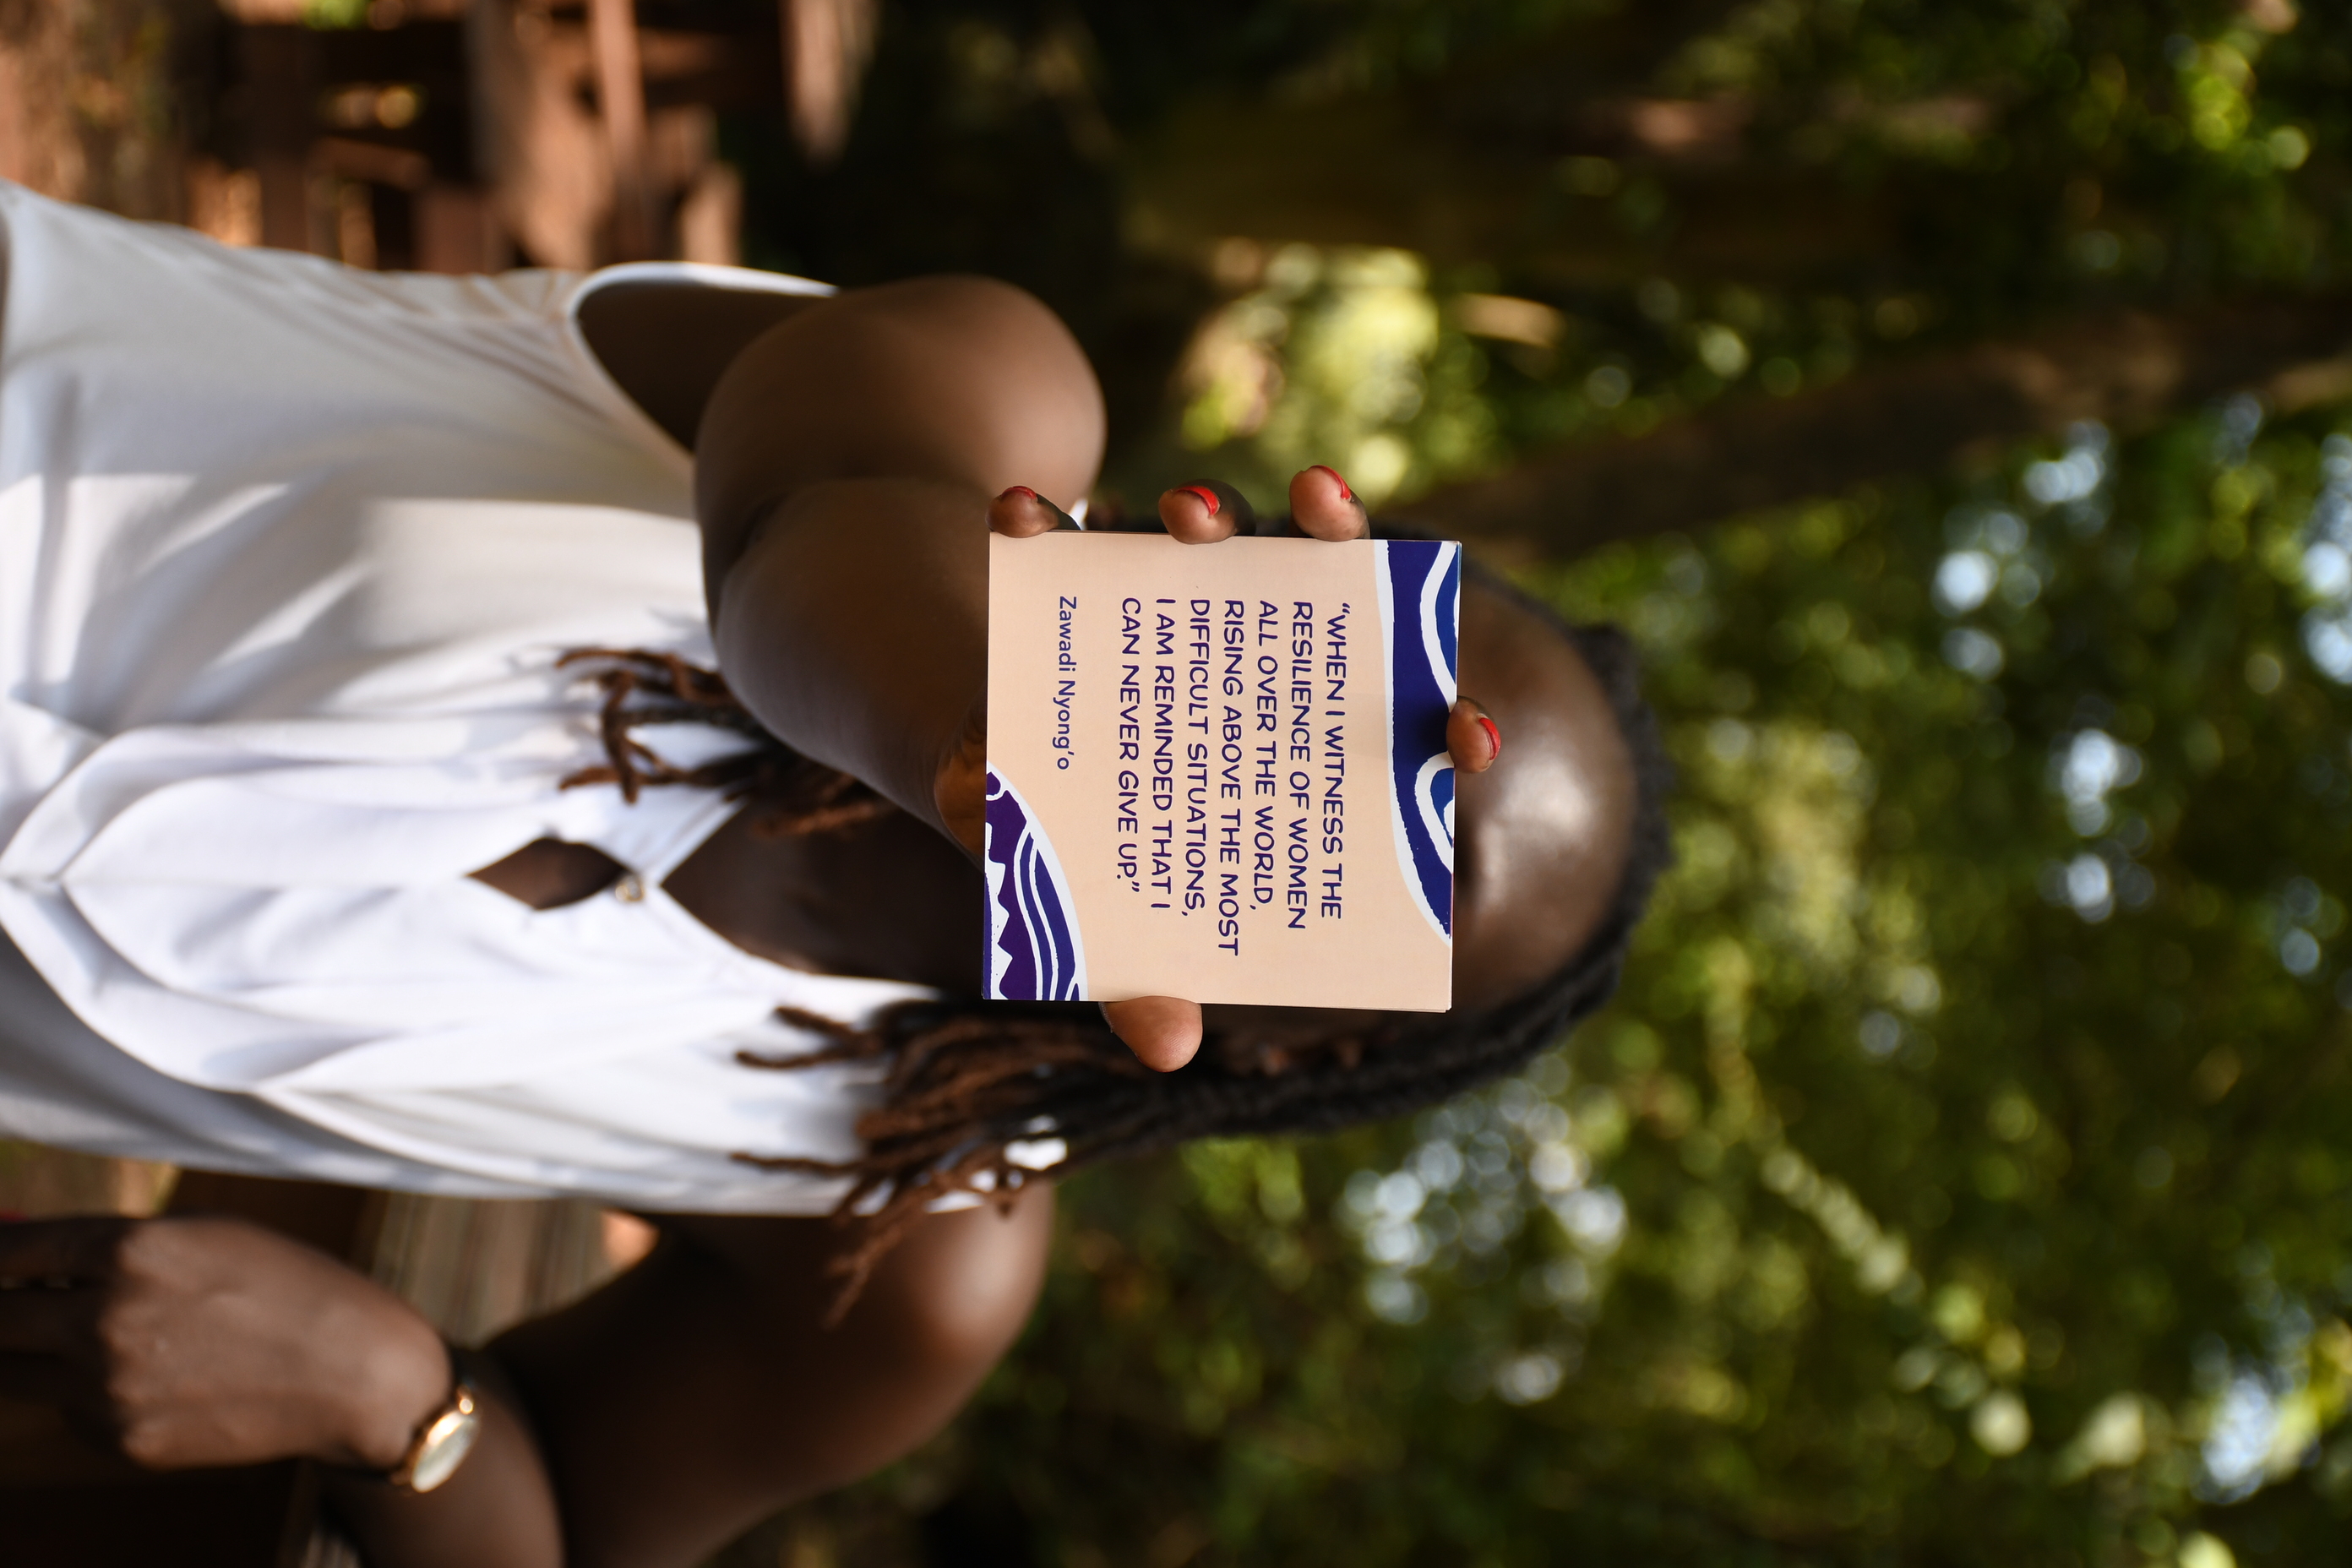 “WHEN I WITNESS THE
RESILIENCE OF WOMEN
ALL OVER THE WORLD,
RISING ABOVE THE MOST
DIFFICULT SITUATIONS,
I AM REMINDED THAT I
CAN NEVER GIVE UP.”
Zawadi Nyong’o